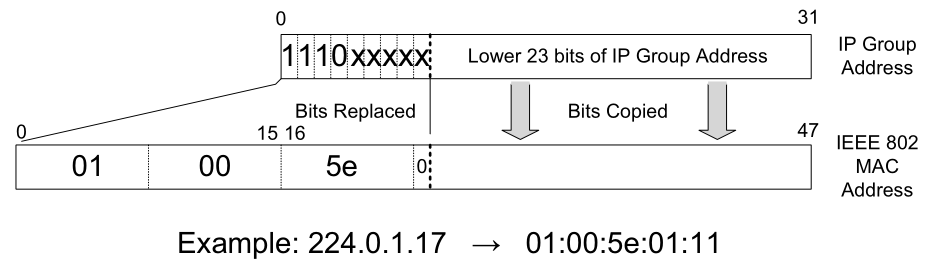 0 31
1110xxxxx Lower 23 bits of IP Group Address
IP Group
Address
Bits Replaced Bits Copied
0 15 16 47
01 00 5e 0
IEEE 802
MAC
Address
Example: 224.0.1.17 → 01:00:5e:01:11